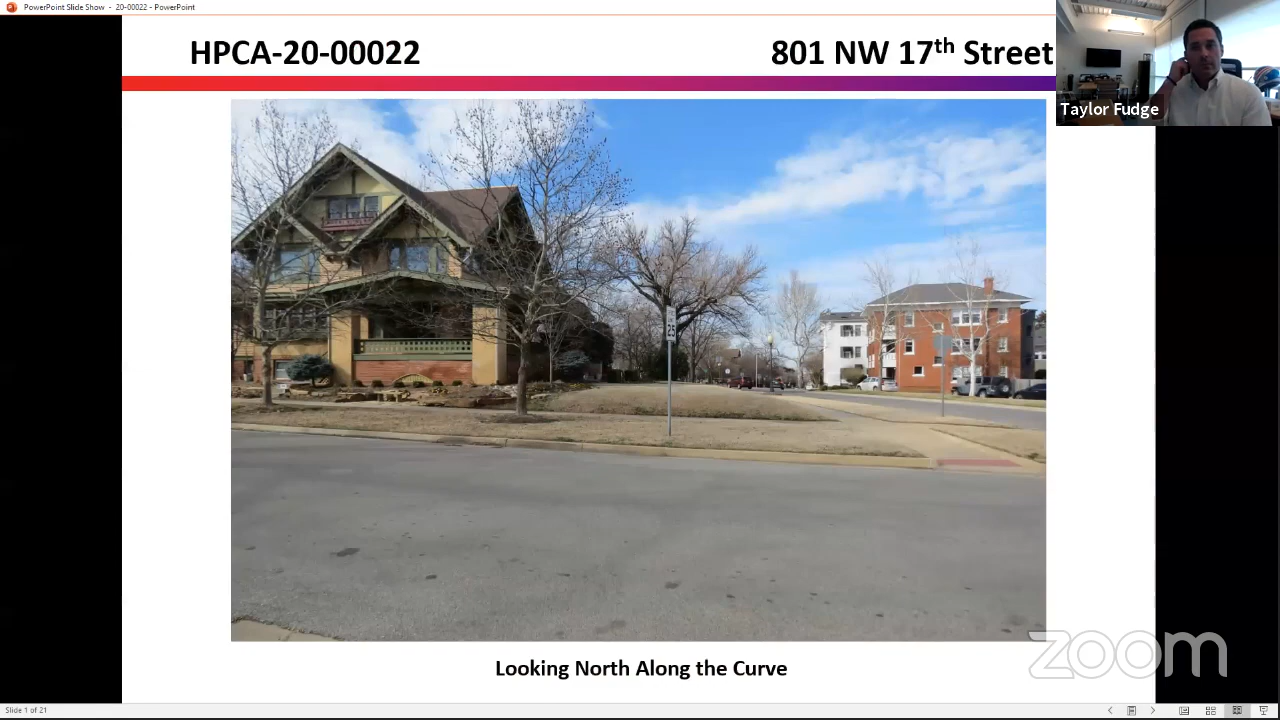 PowerPoint Slide Show - 20-00022 - PowerPoint
HPCA-20-00022
801 NW 17th Street
Taylor Fudge
25
Looking North Along the Curve
zoom
Slide 1 of 21